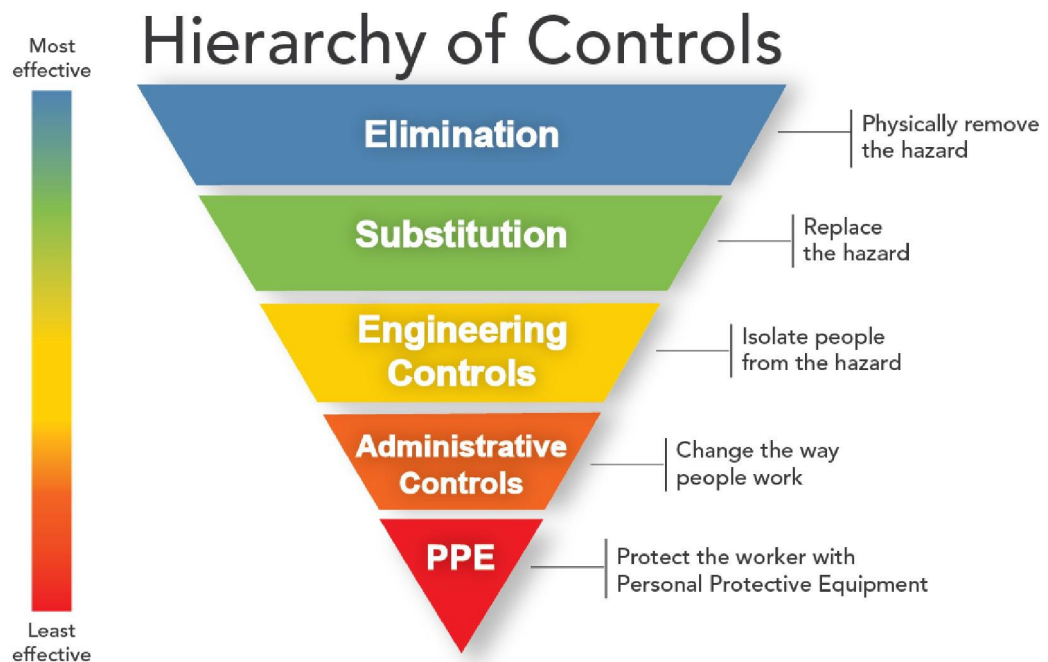 Hierarchy of Controls
Most
effective
Elimination
Physically remove
the hazard
Substitution
Replace
the hazard
Engineering
Controls
Isolate people
from the hazard
Administrative
Controls
Change the way
people work
PPE
Protect the worker with
Personal Protective Equipment
Least
effective